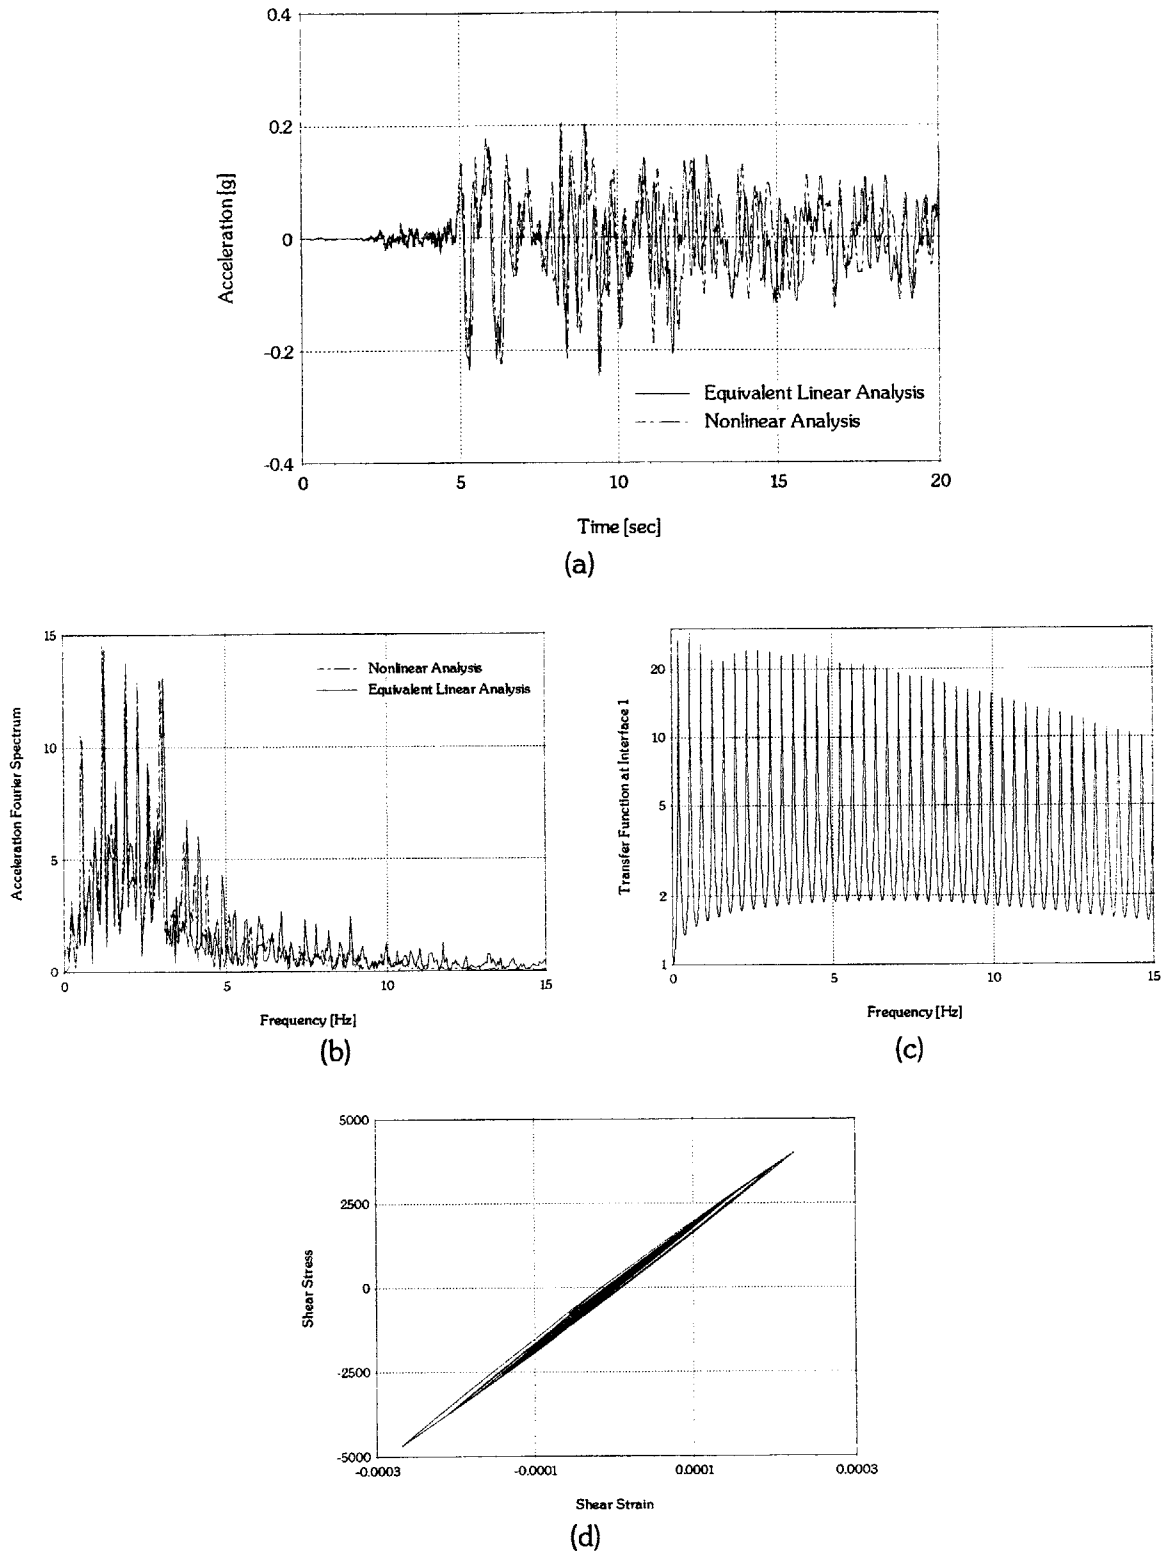 0.4
0.2
0
-0.2
-0.4
Acceleration [g]
Equivalent Linear Analysis
Nonlinear Analysis
0 5 10 15 20
Time [sec]
(a)
15
10
5
0
Acceleration Fourier Spectrum
Nonlinear Analysis
Equivalent Linear Analysis
0 5 10 15
Frequency [Hz]
(b)
20
10
5
2
1
Transfer Function at Interface 1
0 5 10 15
Frequency [Hz]
(c)
5000
2500
0
-2500
-5000
Shear Stress
-0.0003 -0.0001 0.0001 0.0003
Shear Strain
(d)